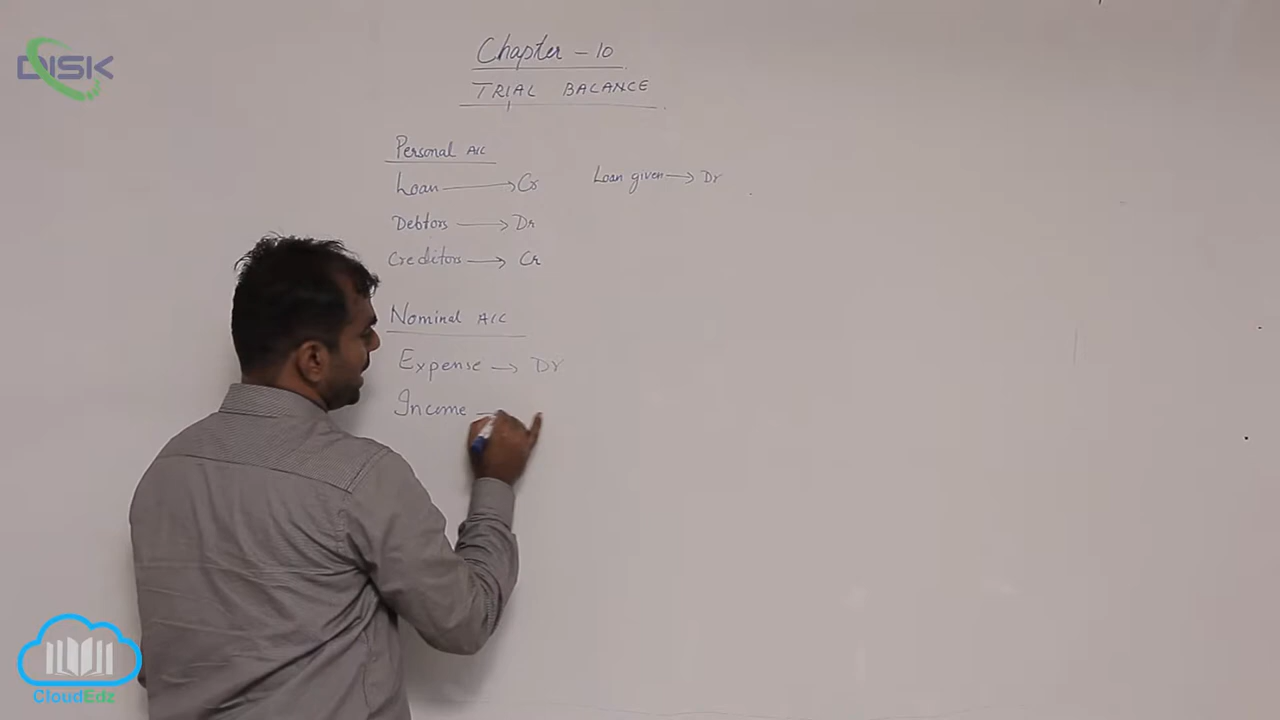 DISK
Chapter - 10
TRIAL BALANCE
Personal A/C
Loan → Cr
Loan given → Dr
Debtors → Dr
Creditors → Cr
Nominal A/C
Expense → Dr
Income
CloudEdz